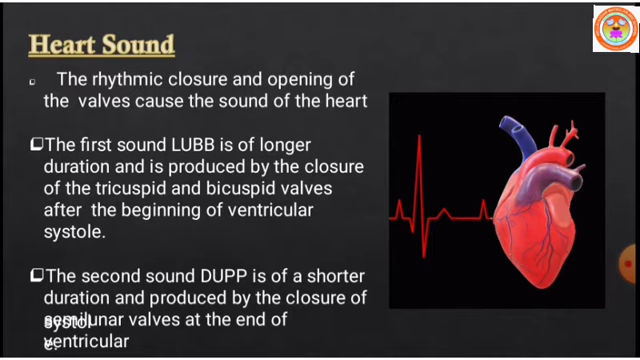 Heart Sound
The rhythmic closure and opening of
the valves cause the sound of the heart
The first sound LUBB is of longer
duration and is produced by the closure
of the tricuspid and bicuspid valves
after the beginning of ventricular
systole.
The second sound DUPP is of a shorter
duration and produced by the closure of
semilunar valves at the end of
ventricular
systole.